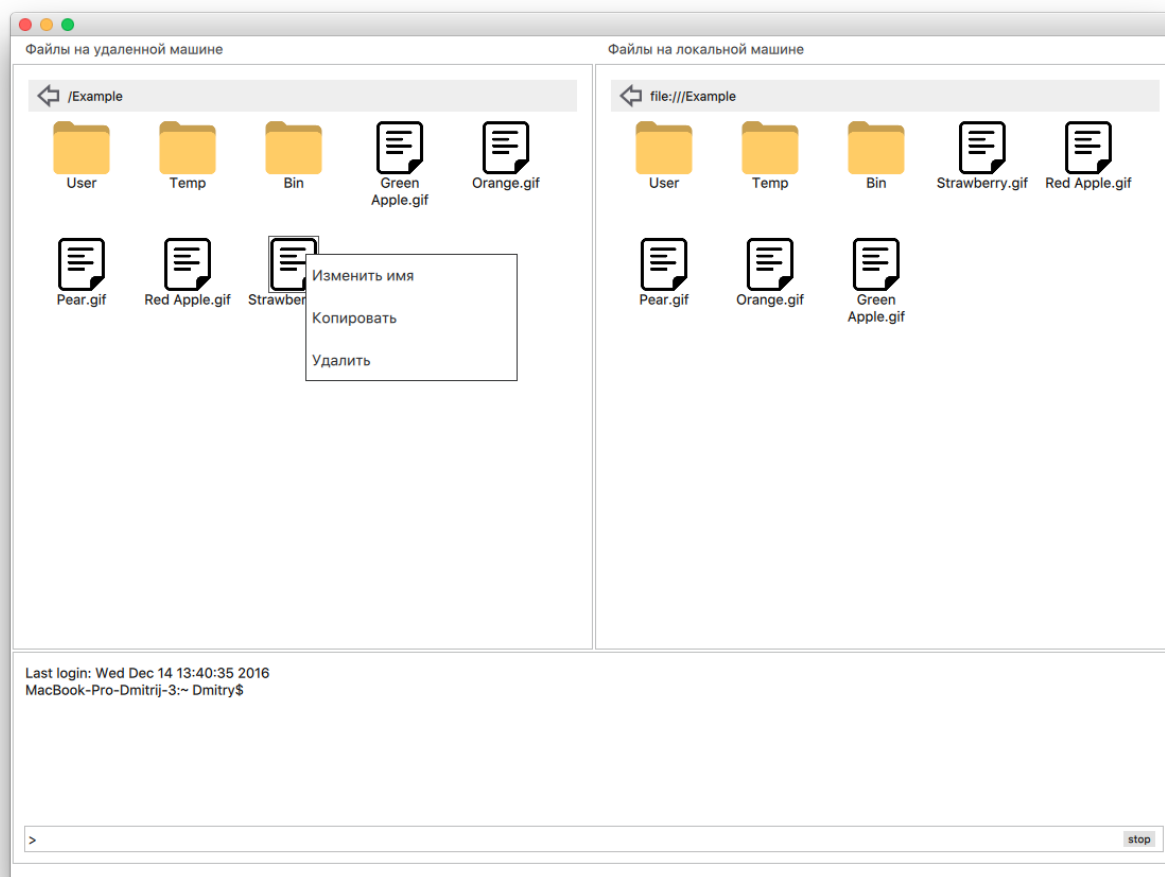 Файлы на удаленной машине
Файлы на локальной машине
/Example
file:///Example
User
Temp
Bin
Green
Apple.gif
Orange.gif
User
Temp
Bin
Strawberry.gif
Red Apple.gif
Pear.gif
Red Apple.gif
Strawber
Изменить имя
Копировать
Удалить
Pear.gif
Orange.gif
Green
Apple.gif
Last login: Wed Dec 14 13:40:35 2016
MacBook-Pro-Dmitrij-3:~ Dmitry$
>
stop